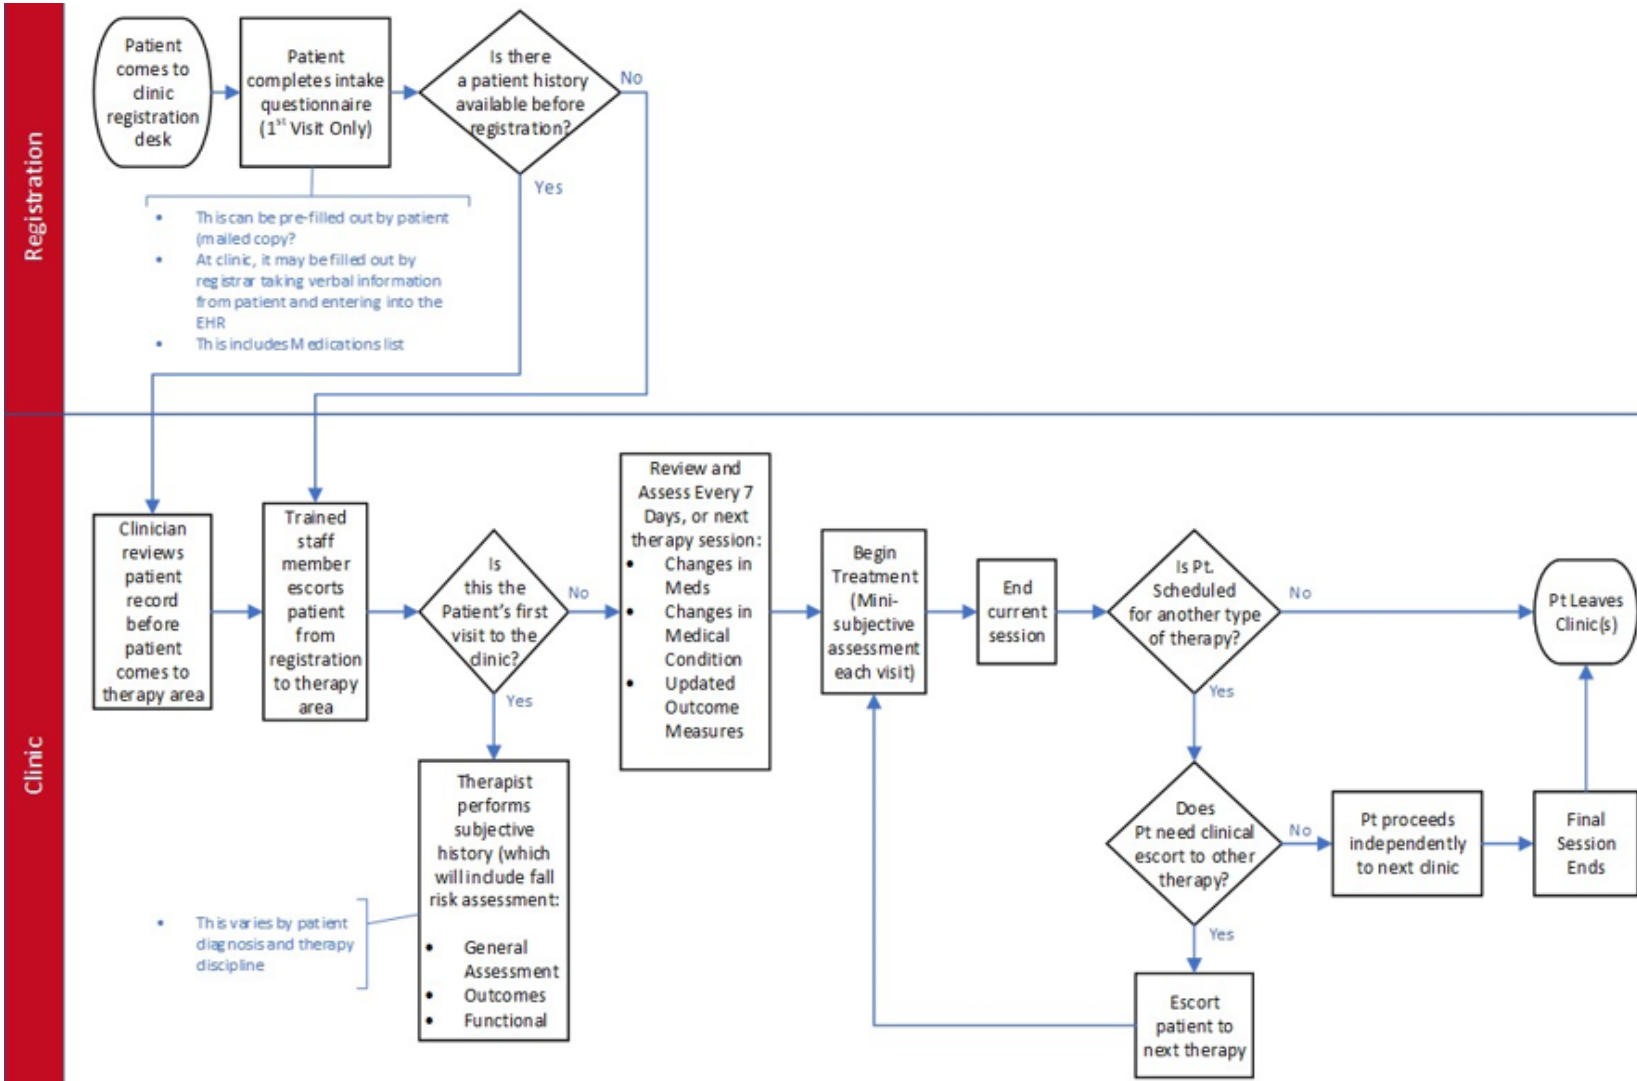 Registration
Patient
comes to
clinic
registration
desk
Patient
completes intake
questionnaire
(1st Visit Only)
Is there
a patient history
available before
registration?
No
Yes
• This can be pre-filled out by patient
(mailed copy?
• At clinic, it may be filled out by
registrar taking verbal information
from patient and entering into the
EHR
• This includes Medications list
Clinic
Clinician
reviews
patient
record
before
patient
comes to
therapy area
Trained
staff
member
escorts
patient
from
registration
to therapy
area
Is
this the
Patient's first
visit to the
clinic?
No
Yes
Therapist
performs
subjective
history (which
will include fall
risk assessment:
• General
Assessment
• Outcomes
• Functional
• This varies by patient
diagnosis and therapy
discipline
Review and
Assess Every 7
Days, or next
therapy session:
• Changes in
Meds
• Changes in
Medical
Condition
• Updated
Outcome
Measures
Begin
Treatment
(Mini-
subjective
assessment
each visit)
End
current
session
Is Pt.
Scheduled
for another type
of therapy?
No
Yes
Pt Leaves
Clinic(s)
Does
Pt need clinical
escort to other
therapy?
No
Yes
Pt proceeds
independently
to next clinic
Final
Session
Ends
Escort
patient to
next therapy